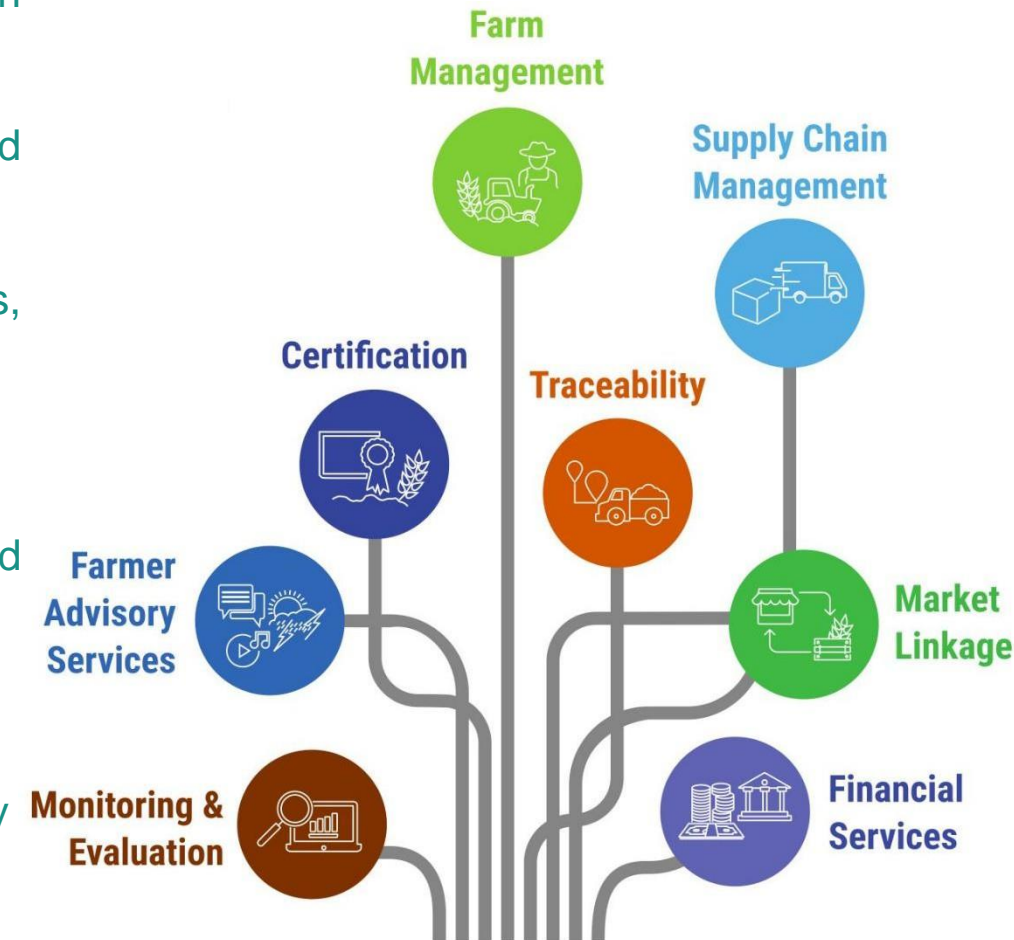 Farm
Management
Supply Chain
Management
Certification
Traceability
Farmer
Advisory
Services
Market
Linkage
Monitoring &
Evaluation
Financial
Services